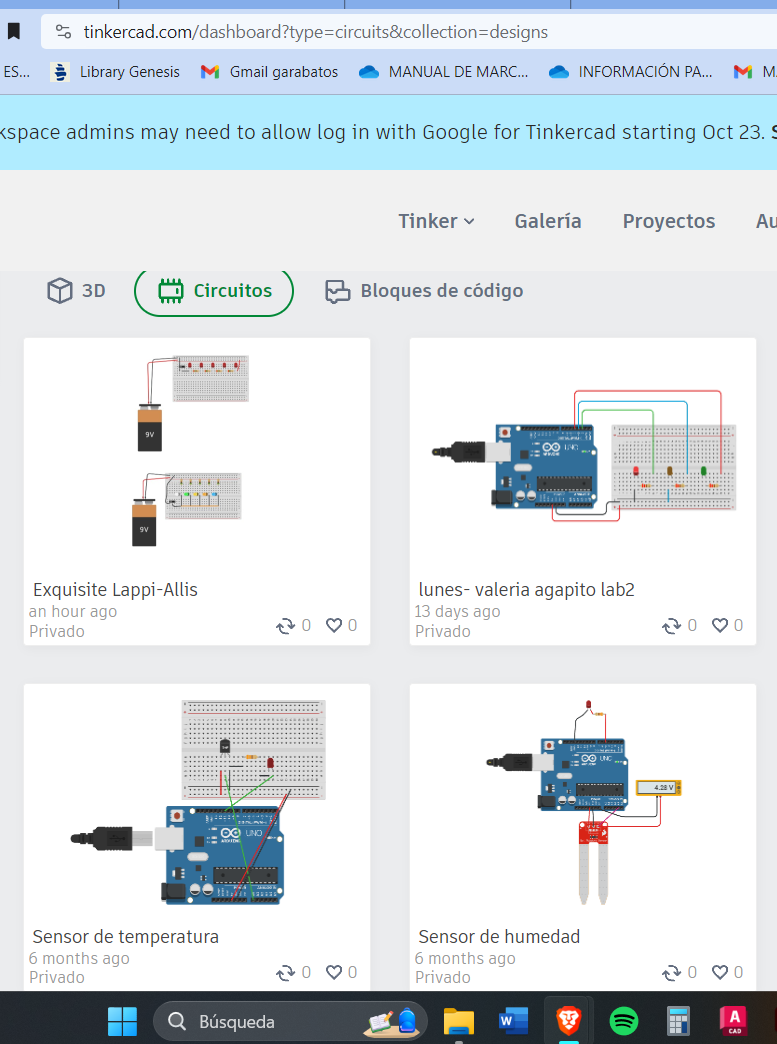 tinkercad.com/dashboard?type=circuits&collection=designs
ES... Library Genesis Gmail garabatos MANUAL DE MARC... INFORMACIÓN PA... MA
kspace admins may need to allow log in with Google for Tinkercad starting Oct 23. S
Tinker Galería Proyectos Au
3D Circuitos Bloques de código
9V
9V
UNO
Exquisite Lappi-Allis
an hour ago
Privado
0 0
lunes- valeria agapito lab2
13 days ago
Privado
0 0
UNO
Sensor de temperatura
6 months ago
Privado
0 0
UNO
4.28 V
Sensor de humedad
6 months ago
Privado
0 0
Búsqueda
W
A
CAD